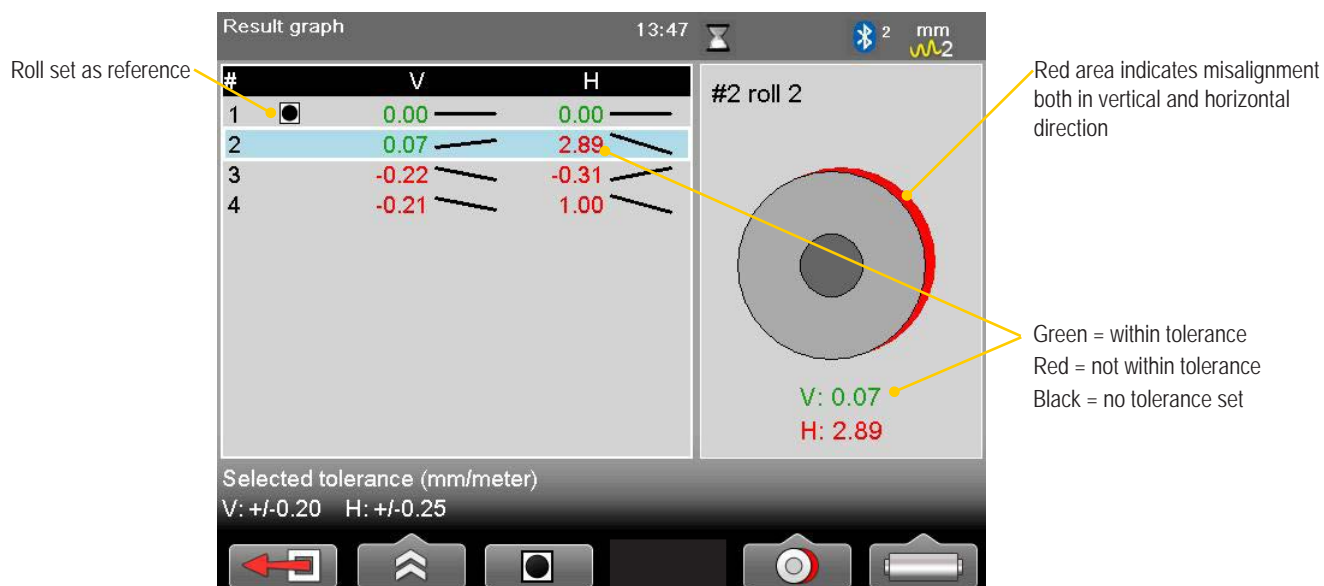 Result graph 13:47 2 mm
2
Roll set as reference
# V H
1 0.00 0.00
2 0.07 2.89
3 -0.22 -0.31
4 -0.21 1.00
#2 roll 2
V: 0.07
H: 2.89
Red area indicates misalignment
both in vertical and horizontal
direction
Green = within tolerance
Red = not within tolerance
Black = no tolerance set
Selected tolerance (mm/meter)
V: +/-0.20 H: +/-0.25